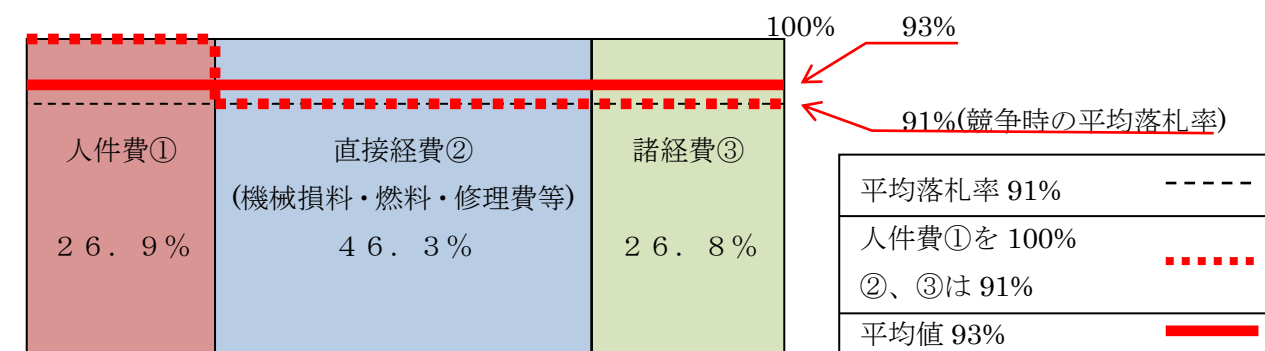 100%
93%
91%(競争時の平均落札率)
人件費①
直接経費②
諸経費③
(機械損料・燃料・修理費等)
２６．９％
４６．３％
２６．８％
平均落札率 91%
人件費①を 100%
②、③は 91%
平均値 93%